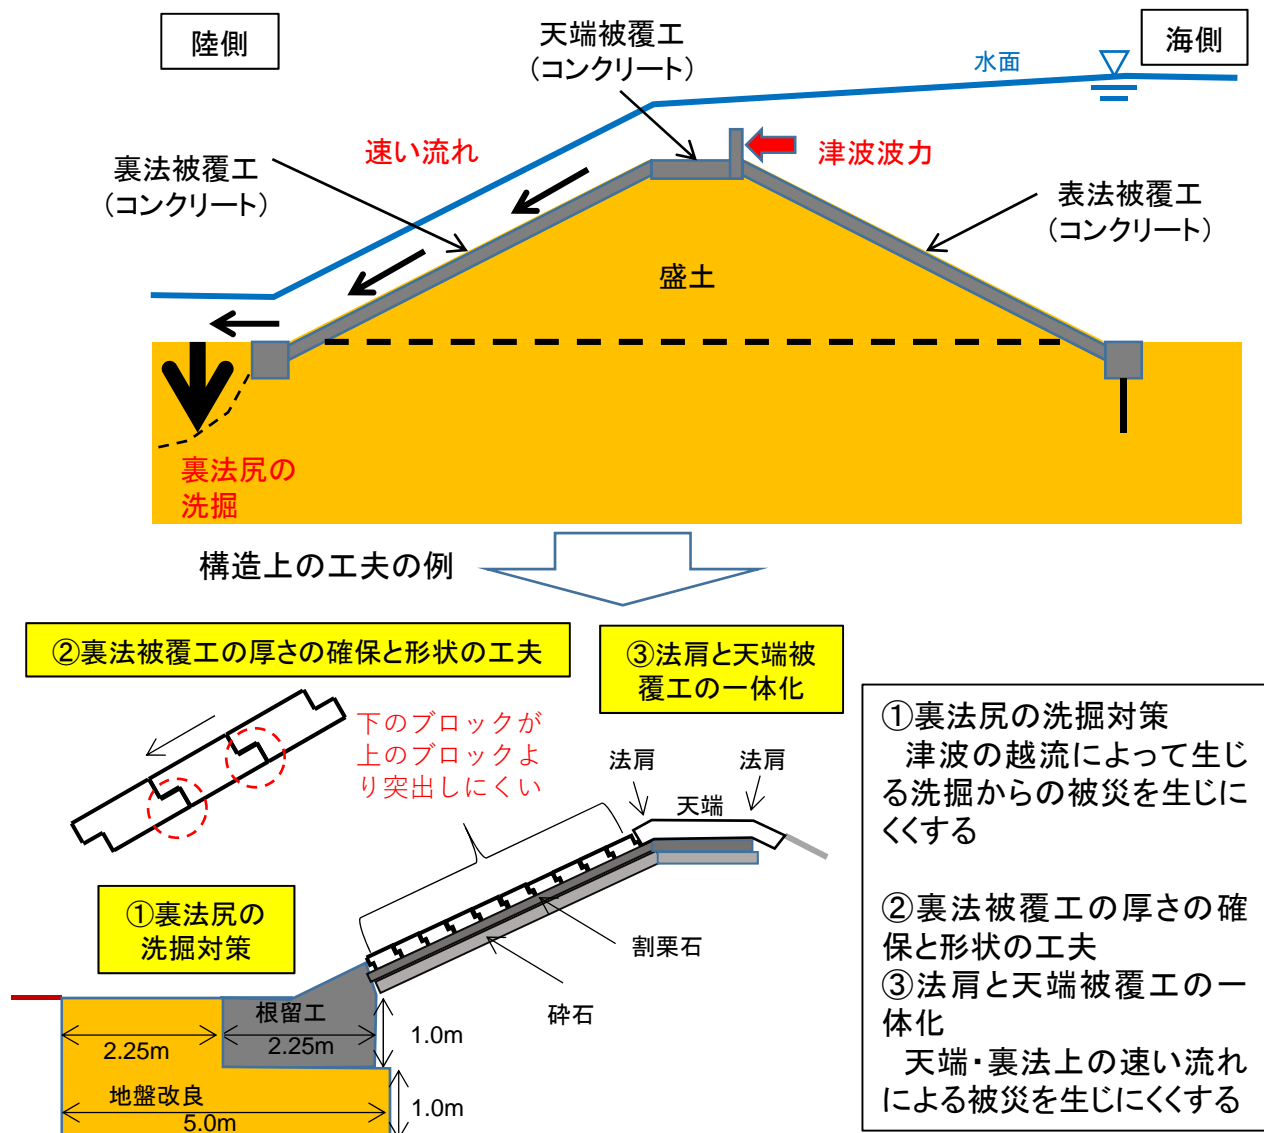 陸側
天端被覆工
（コンクリート）
海側
水面
速い流れ
津波波力
裏法被覆工
（コンクリート）
表法被覆工
（コンクリート）
盛土
裏法尻の
洗掘
構造上の工夫の例
②裏法被覆工の厚さの確保と形状の工夫
③法肩と天端被
覆工の一体化
下のブロックが
上のブロックよ
り突出しにくい
法肩
法肩
天端
①裏法尻の
洗掘対策
割栗石
砕石
根留工
2.25m
2.25m
1.0m
地盤改良
5.0m
1.0m
①裏法尻の洗掘対策
津波の越流によって生じ
る洗掘からの被災を生じに
くくする
②裏法被覆工の厚さの確
保と形状の工夫
③法肩と天端被覆工の一
体化
天端・裏法上の速い流れ
による被災を生じにくくする